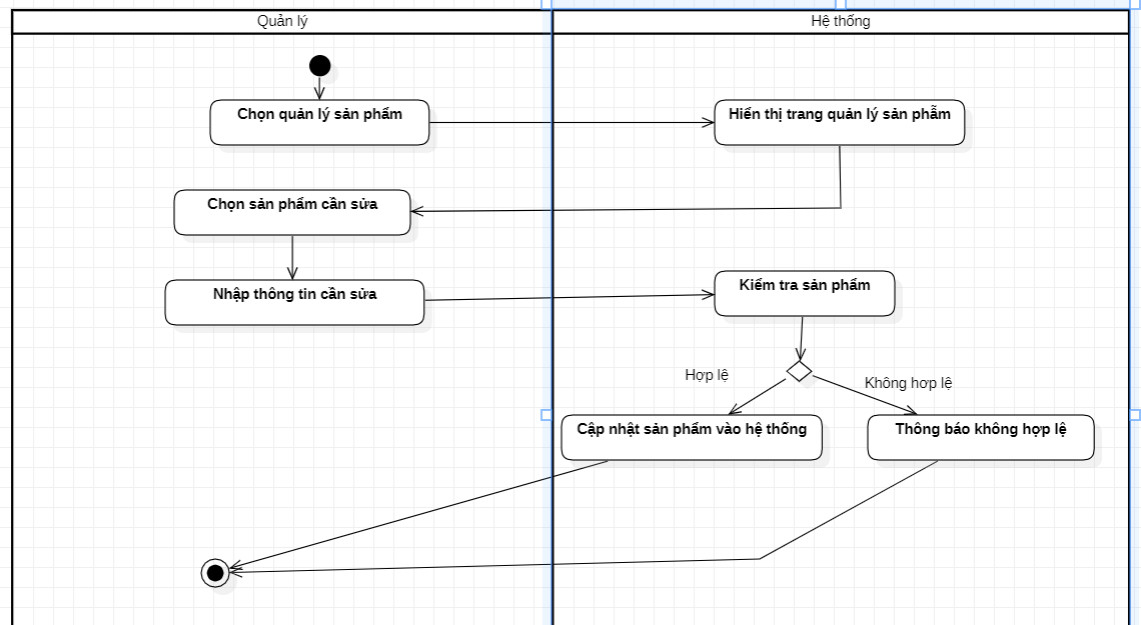 Quản lý
Hệ thống
Chọn quản lý sản phẩm
Hiển thị trang quản lý sản phẫm
Chọn sản phẩm cần sửa
Nhập thông tin cần sửa
Kiểm tra sản phẩm
Hợp lệ
Không hơp lệ
Cập nhật sản phẩm vào hệ thống
Thông báo không hợp lệ